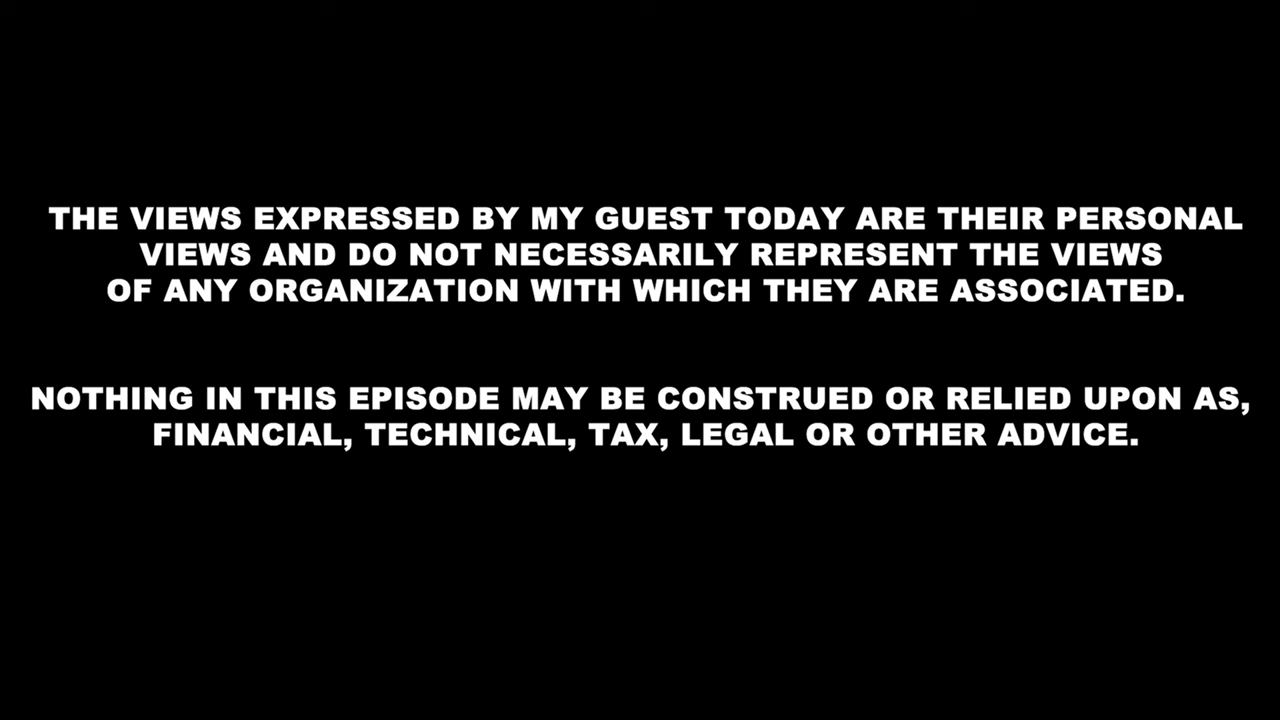 THE VIEWS EXPRESSED BY MY GUEST TODAY ARE THEIR PERSONAL
VIEWS AND DO NOT NECESSARILY REPRESENT THE VIEWS
OF ANY ORGANIZATION WITH WHICH THEY ARE ASSOCIATED.
NOTHING IN THIS EPISODE MAY BE CONSTRUED OR RELIED UPON AS,
FINANCIAL, TECHNICAL, TAX, LEGAL OR OTHER ADVICE.